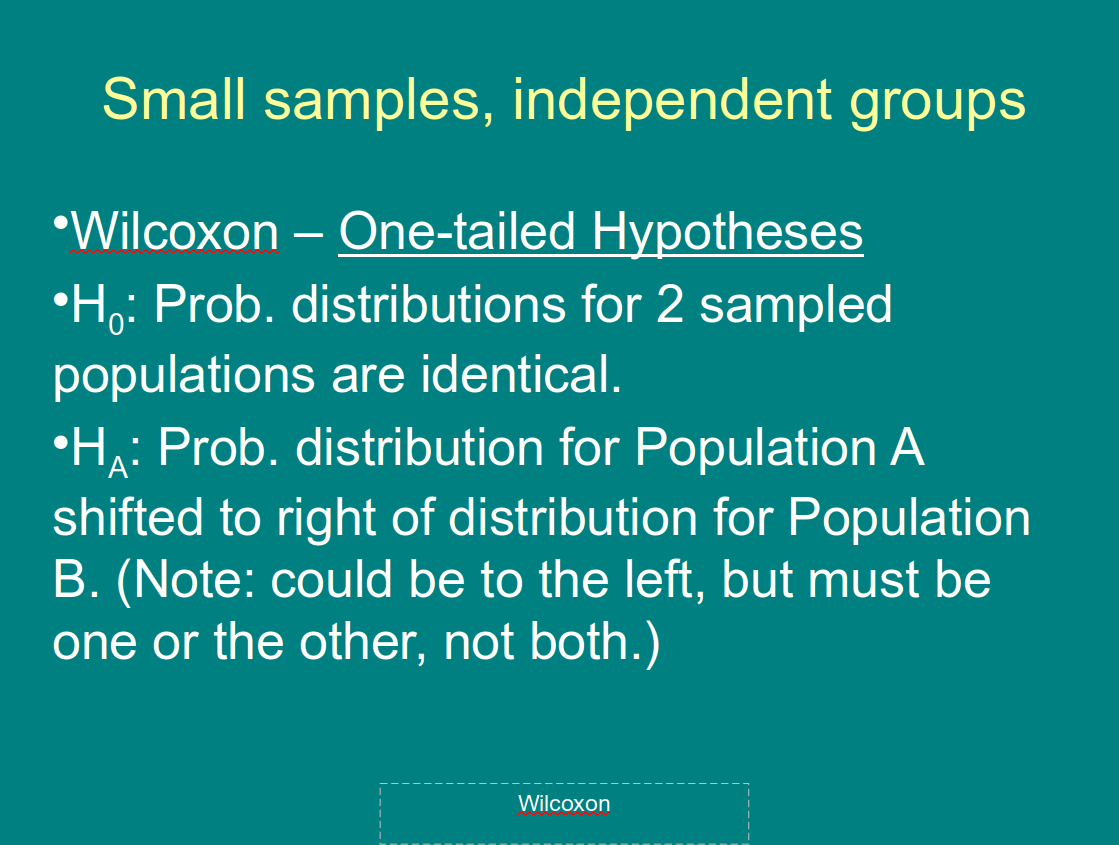 Small samples, independent groups
•Wilcoxon – One-tailed Hypotheses
•H₀: Prob. distributions for 2 sampled
populations are identical.
•H_A: Prob. distribution for Population A
shifted to right of distribution for Population
B. (Note: could be to the left, but must be
one or the other, not both.)
Wilcoxon